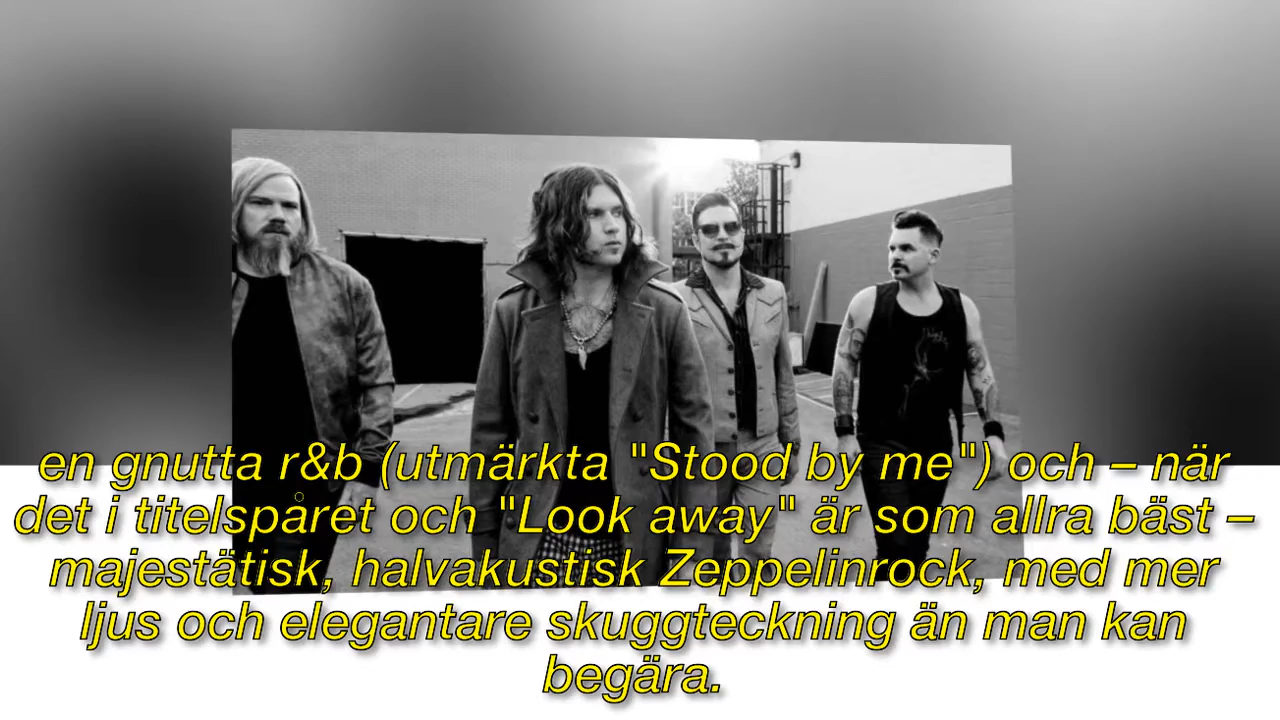 en gnutta r&b (utmärkta "Stood by me") och – när
det i titelspåret och "Look away" är som allra bäst –
majestätisk, halvakustisk Zeppelinrock, med mer
ljus och elegantare skuggteckning än man kan
begära.